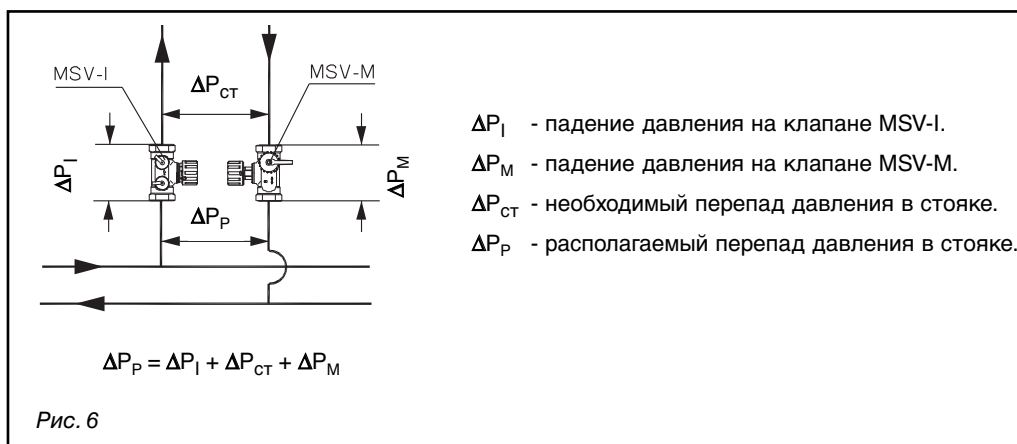 MSV-I
MSV-M
ΔPст
ΔPI
ΔPM
ΔPP
ΔPP = ΔPI + ΔPст + ΔPM
Рис. 6
ΔPI - падение давления на клапане MSV-I.
ΔPM - падение давления на клапане MSV-M.
ΔPст - необходимый перепад давления в стояке.
ΔPP - располагаемый перепад давления в стояке.